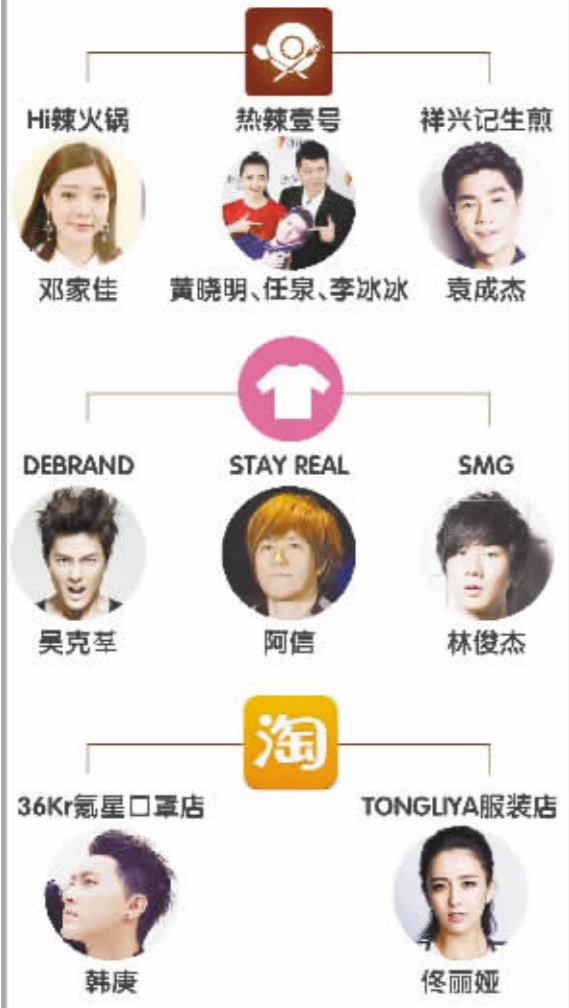 Hi辣火锅
热辣壹号
祥兴记生煎
邓家佳
黄晓明、任泉、李冰冰
袁成杰
DEBRAND
STAY REAL
SMG
吴克羣
阿信
林俊杰
淘
36Kr氪星口罩店
TONGLIYA服装店
韩庚
佟丽娅